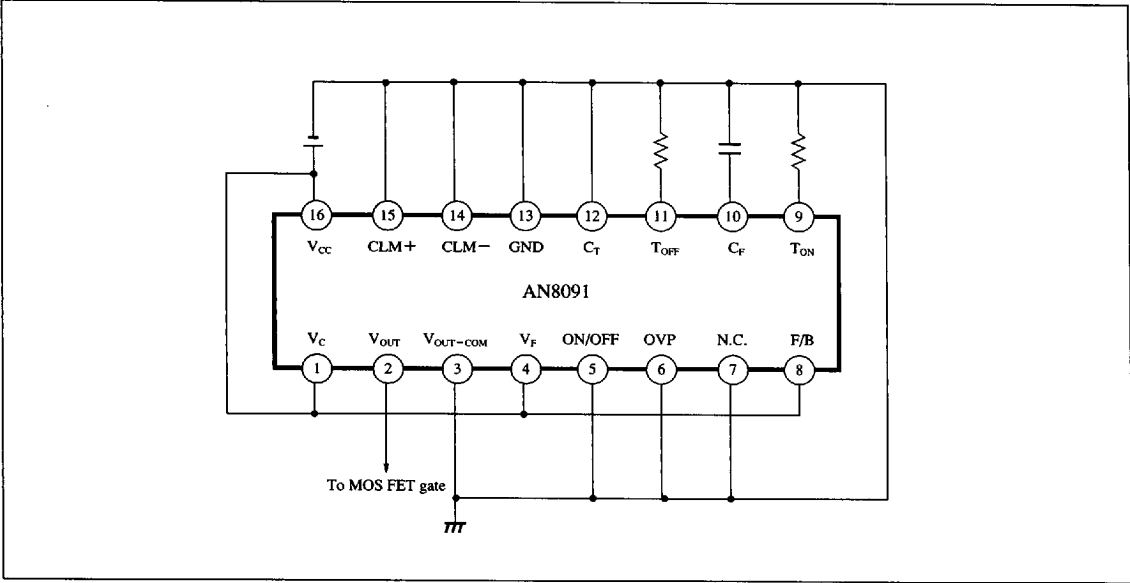 16 15 14 13 12 11 10 9
VCC CLM+ CLM− GND CT TOFF CF TON
AN8091
VC VOUT VOUT−COM VF ON/OFF OVP N.C. F/B
1 2 3 4 5 6 7 8
To MOS FET gate